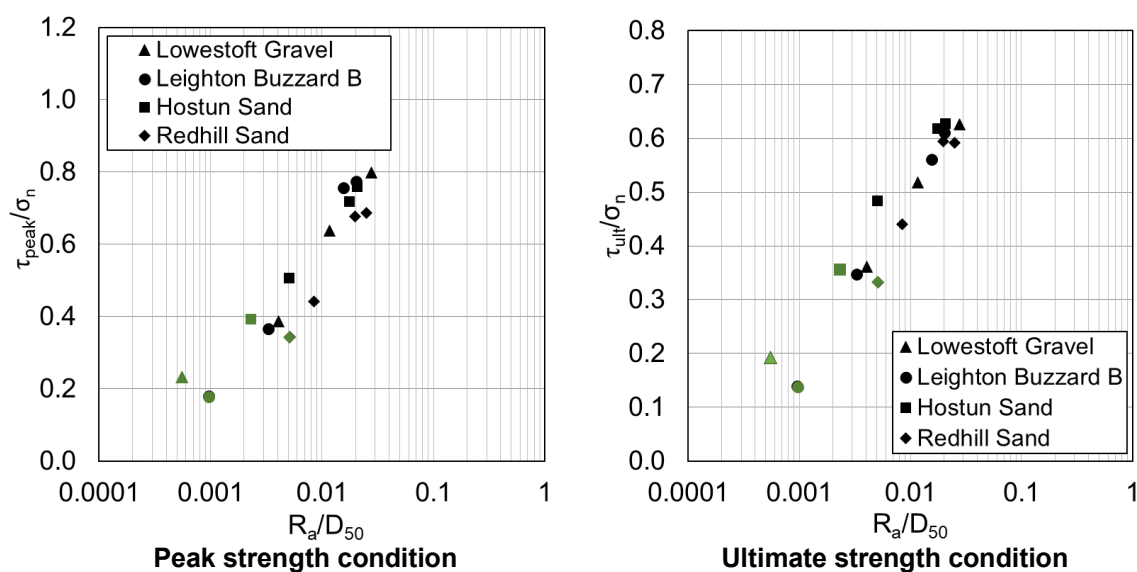 1.2
1.0
0.8
0.6
0.4
0.2
0.0
τpeak/σn
Lowestoft Gravel
Leighton Buzzard B
Hostun Sand
Redhill Sand
0.0001 0.001 0.01 0.1 1
Ra/D50
Peak strength condition
0.8
0.7
0.6
0.5
0.4
0.3
0.2
0.1
0.0
τult/σn
Lowestoft Gravel
Leighton Buzzard B
Hostun Sand
Redhill Sand
0.0001 0.001 0.01 0.1 1
Ra/D50
Ultimate strength condition